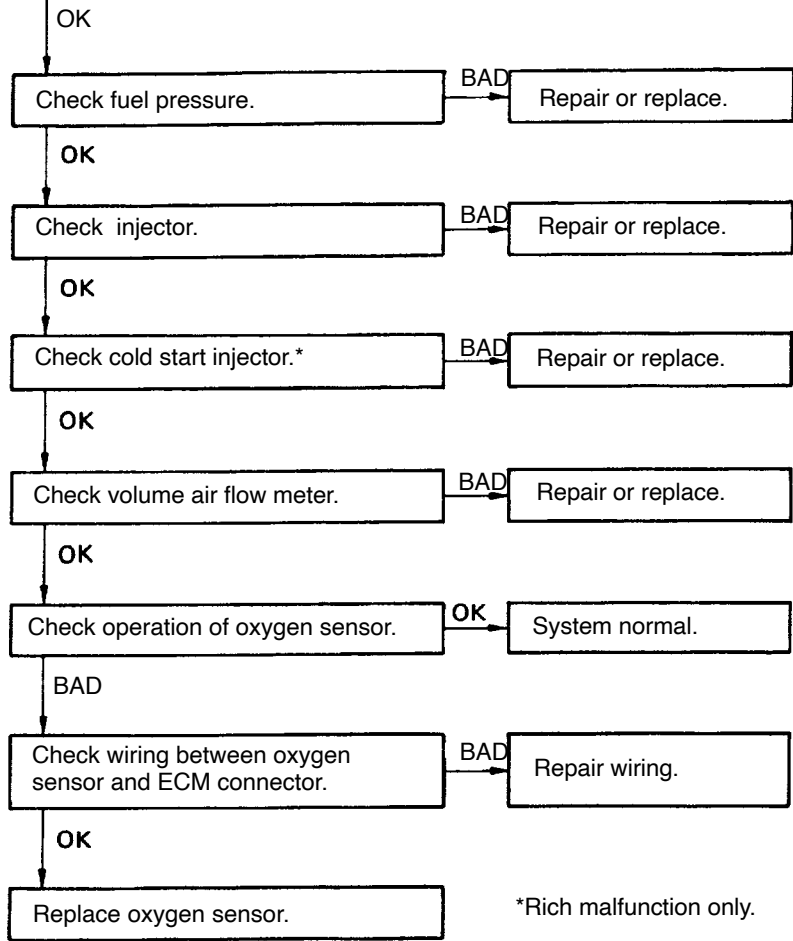 OK
Check fuel pressure.
BAD
Repair or replace.
OK
Check injector.
BAD
Repair or replace.
OK
Check cold start injector.*
BAD
Repair or replace.
OK
Check volume air flow meter.
BAD
Repair or replace.
OK
Check operation of oxygen sensor.
OK
System normal.
BAD
Check wiring between oxygen
sensor and ECM connector.
BAD
Repair wiring.
OK
Replace oxygen sensor.
*Rich malfunction only.